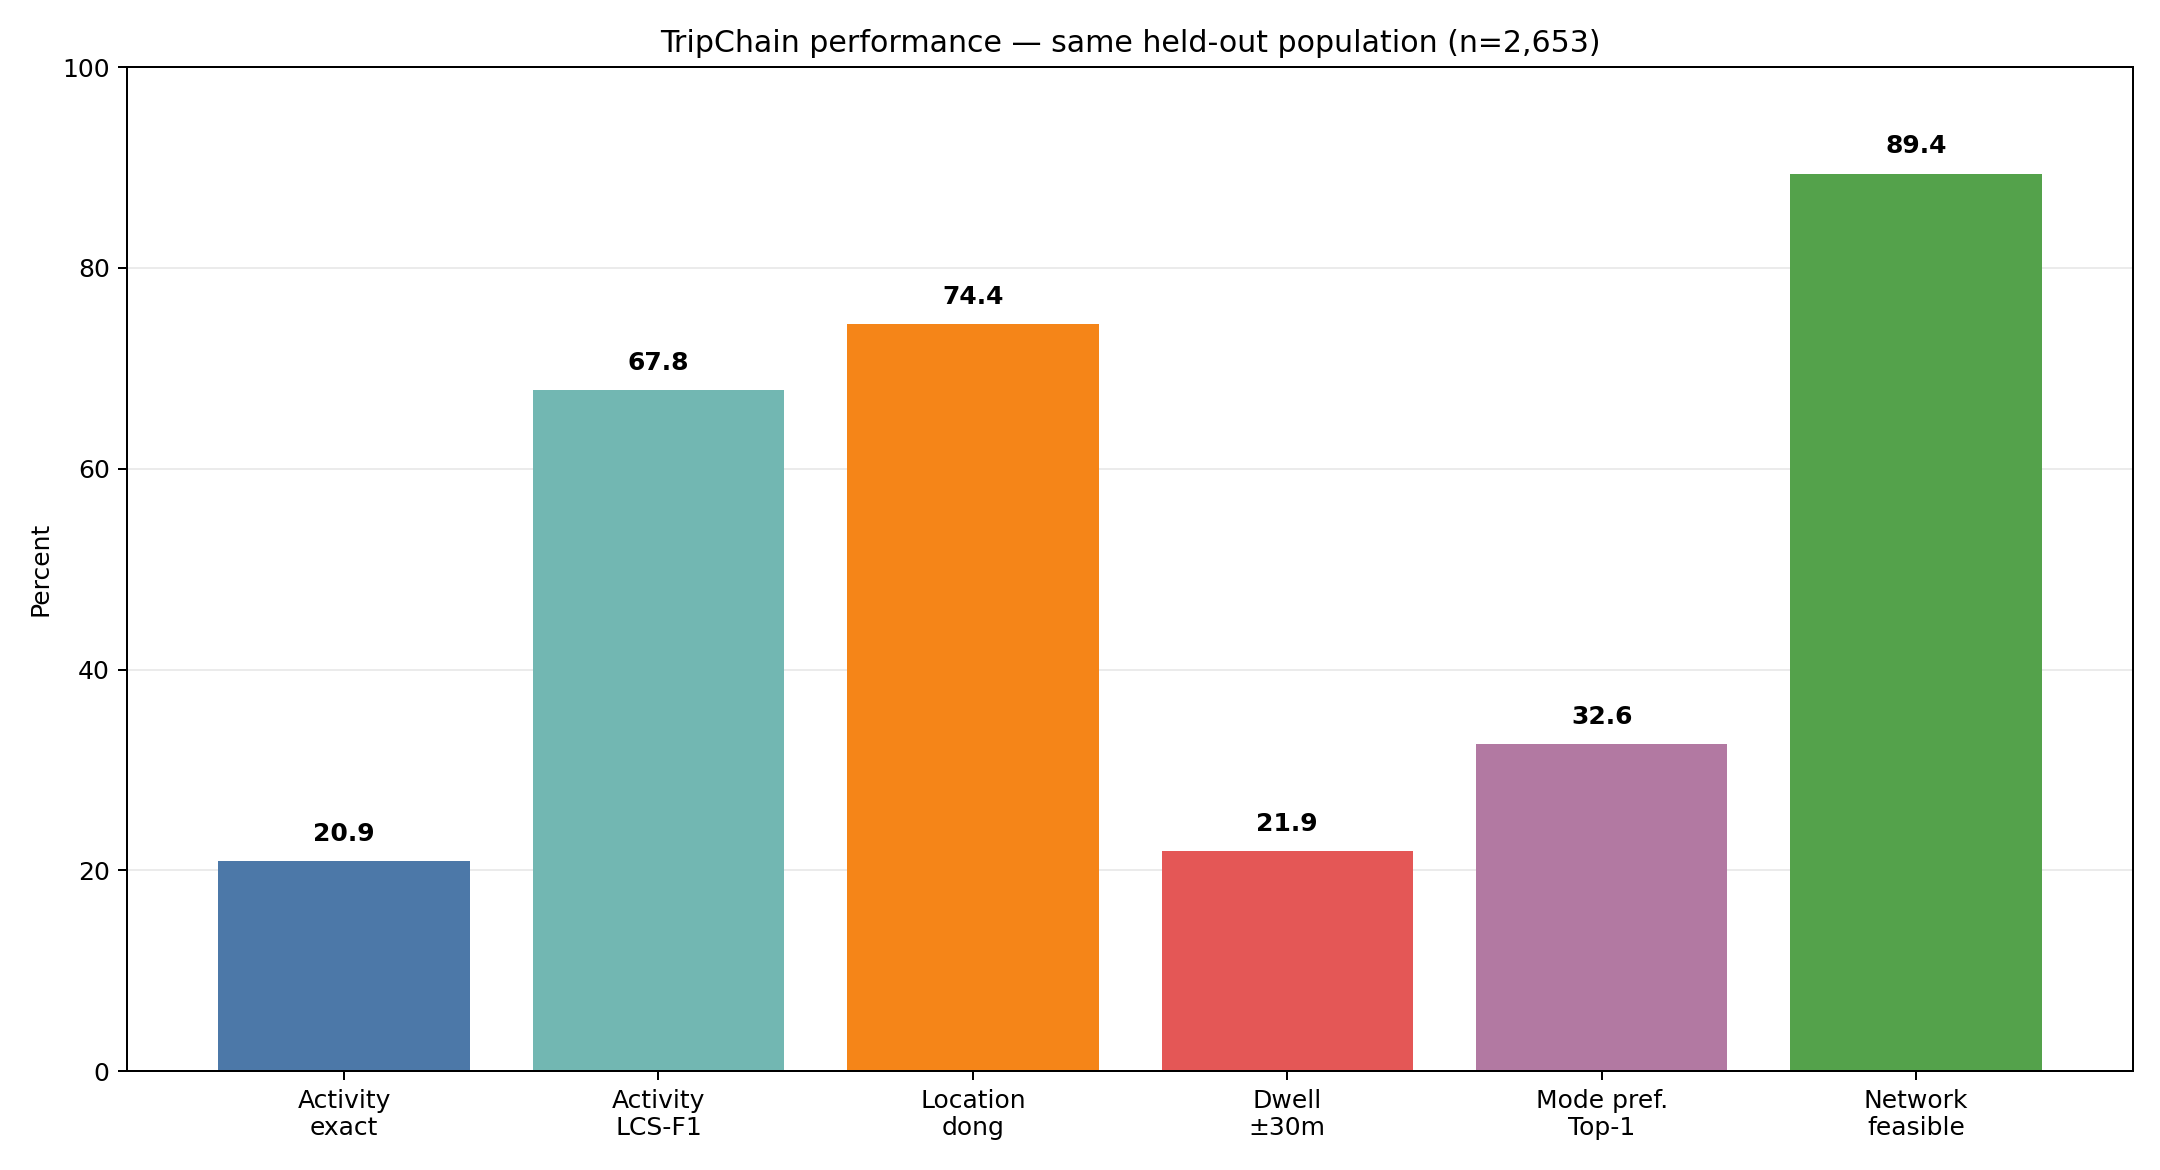 TripChain performance — same held-out population (n=2,653)
100
80
60
40
20
0
Percent
20.9
67.8
74.4
21.9
32.6
89.4
Activity
exact
Activity
LCS-F1
Location
dong
Dwell
±30m
Mode pref.
Top-1
Network
feasible